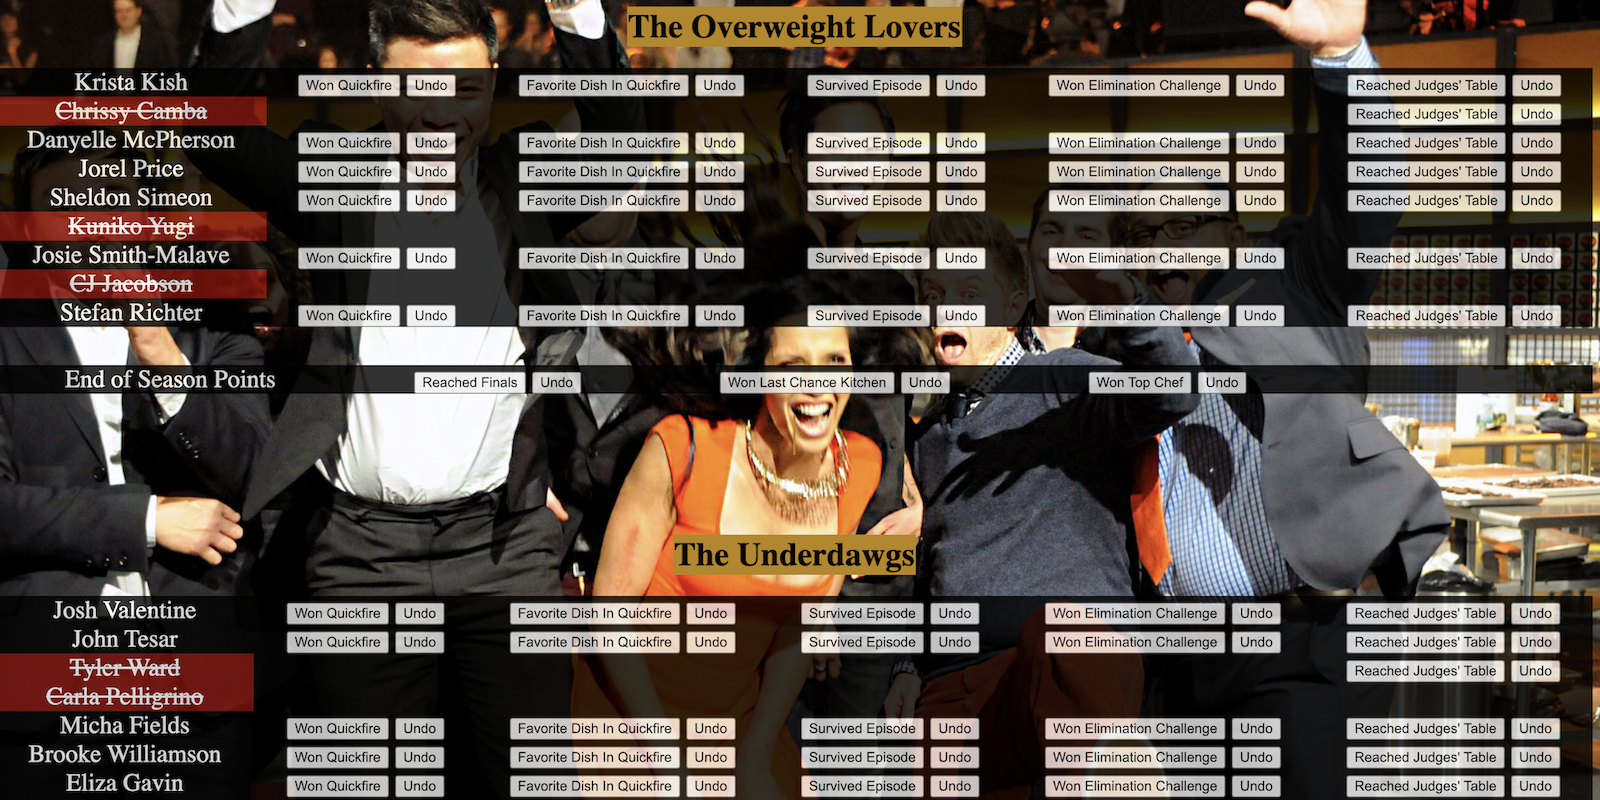 The Overweight Lovers
Krista Kish Won Quickfire Undo Favorite Dish In Quickfire Undo Survived Episode Undo Won Elimination Challenge Undo Reached Judges' Table Undo
Chrissy Camba Reached Judges' Table Undo
Danyelle McPherson Won Quickfire Undo Favorite Dish In Quickfire Undo Survived Episode Undo Won Elimination Challenge Undo Reached Judges' Table Undo
Jorel Price Won Quickfire Undo Favorite Dish In Quickfire Undo Survived Episode Undo Won Elimination Challenge Undo Reached Judges' Table Undo
Sheldon Simeon Won Quickfire Undo Favorite Dish In Quickfire Undo Survived Episode Undo Won Elimination Challenge Undo Reached Judges' Table Undo
Kuniko Yugi
Josie Smith-Malave Won Quickfire Undo Favorite Dish In Quickfire Undo Survived Episode Undo Won Elimination Challenge Undo Reached Judges' Table Undo
CJ Jacobson
Stefan Richter Won Quickfire Undo Favorite Dish In Quickfire Undo Survived Episode Undo Won Elimination Challenge Undo Reached Judges' Table Undo
End of Season Points Reached Finals Undo Won Last Chance Kitchen Undo Won Top Chef Undo
The Underdawgs
Josh Valentine Won Quickfire Undo Favorite Dish In Quickfire Undo Survived Episode Undo Won Elimination Challenge Undo Reached Judges' Table Undo
John Tesar Won Quickfire Undo Favorite Dish In Quickfire Undo Survived Episode Undo Won Elimination Challenge Undo Reached Judges' Table Undo
Tyler Ward Reached Judges' Table Undo
Carla Pelligrino
Micha Fields Won Quickfire Undo Favorite Dish In Quickfire Undo Survived Episode Undo Won Elimination Challenge Undo Reached Judges' Table Undo
Brooke Williamson Won Quickfire Undo Favorite Dish In Quickfire Undo Survived Episode Undo Won Elimination Challenge Undo Reached Judges' Table Undo
Eliza Gavin Won Quickfire Undo Favorite Dish In Quickfire Undo Survived Episode Undo Won Elimination Challenge Undo Reached Judges' Table Undo